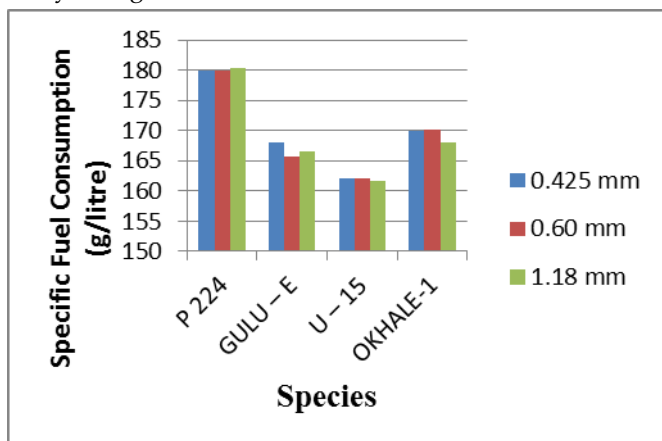 185
180
175
170
165
160
155
150
Specific Fuel Consumption
(g/litre)
P 224
GULU – E
U – 15
OKHALE-1
Species
0.425 mm
0.60 mm
1.18 mm